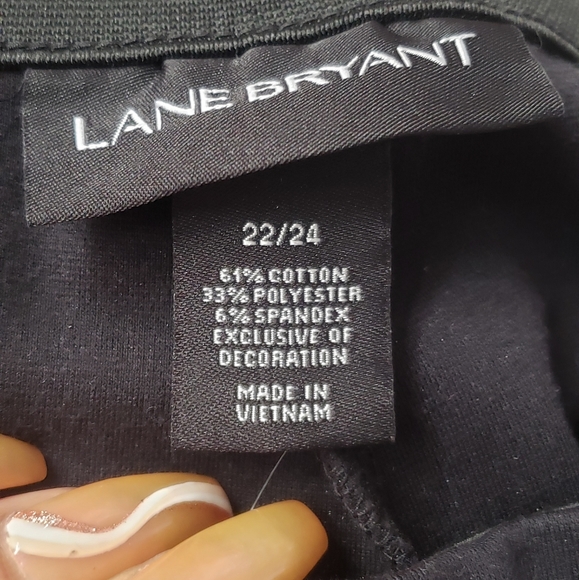 LANE BRYANT
22/24
61% COTTON
33% POLYESTER
6% SPANDEX
EXCLUSIVE OF
DECORATION
MADE IN
VIETNAM